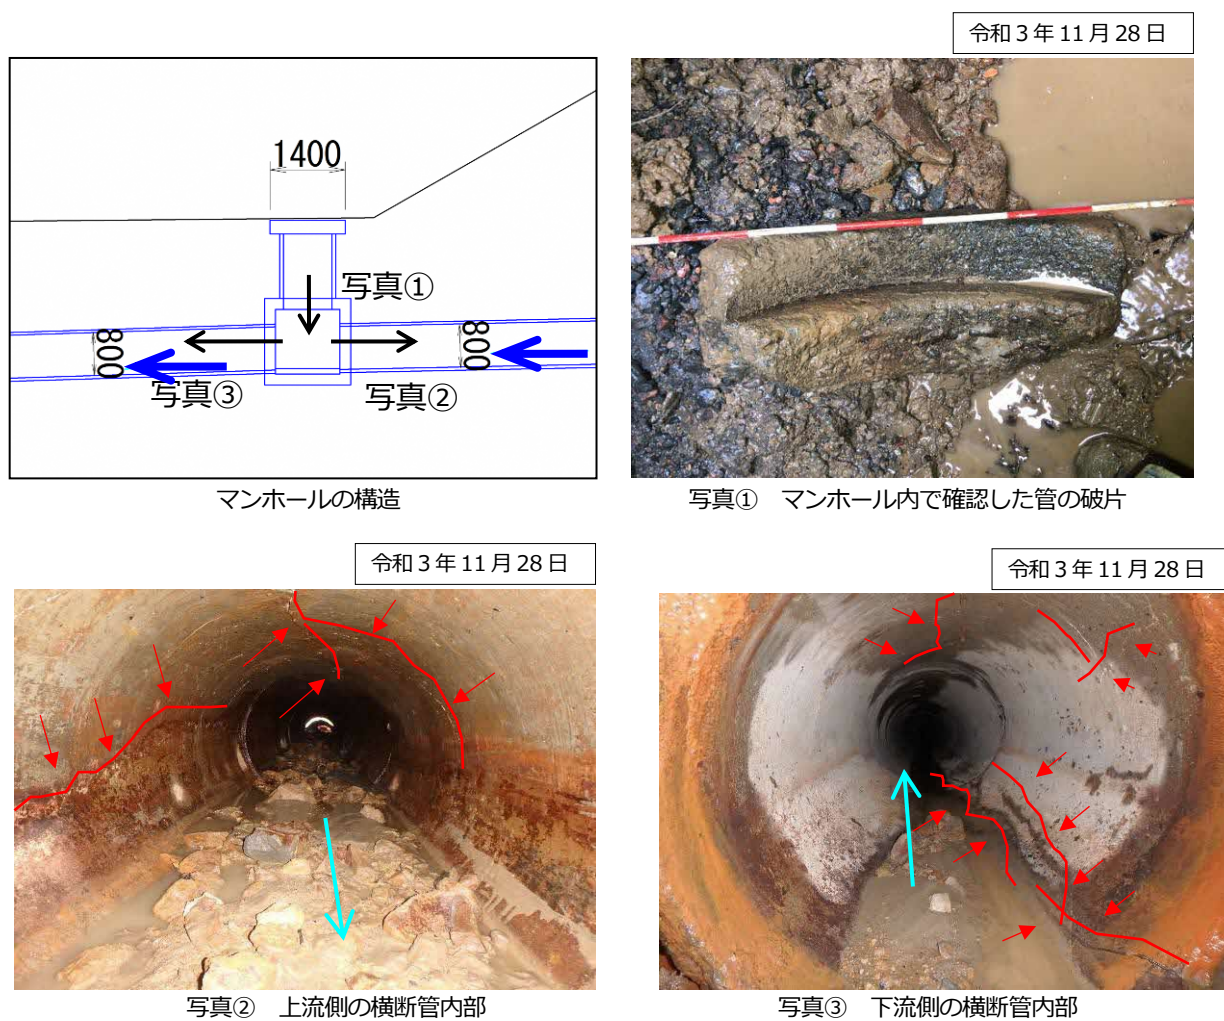 令和3年11月28日
1400
写真①
800
800
写真③
写真②
マンホールの構造
写真①　マンホール内で確認した管の破片
令和3年11月28日
令和3年11月28日
写真②　上流側の横断管内部
写真③　下流側の横断管内部